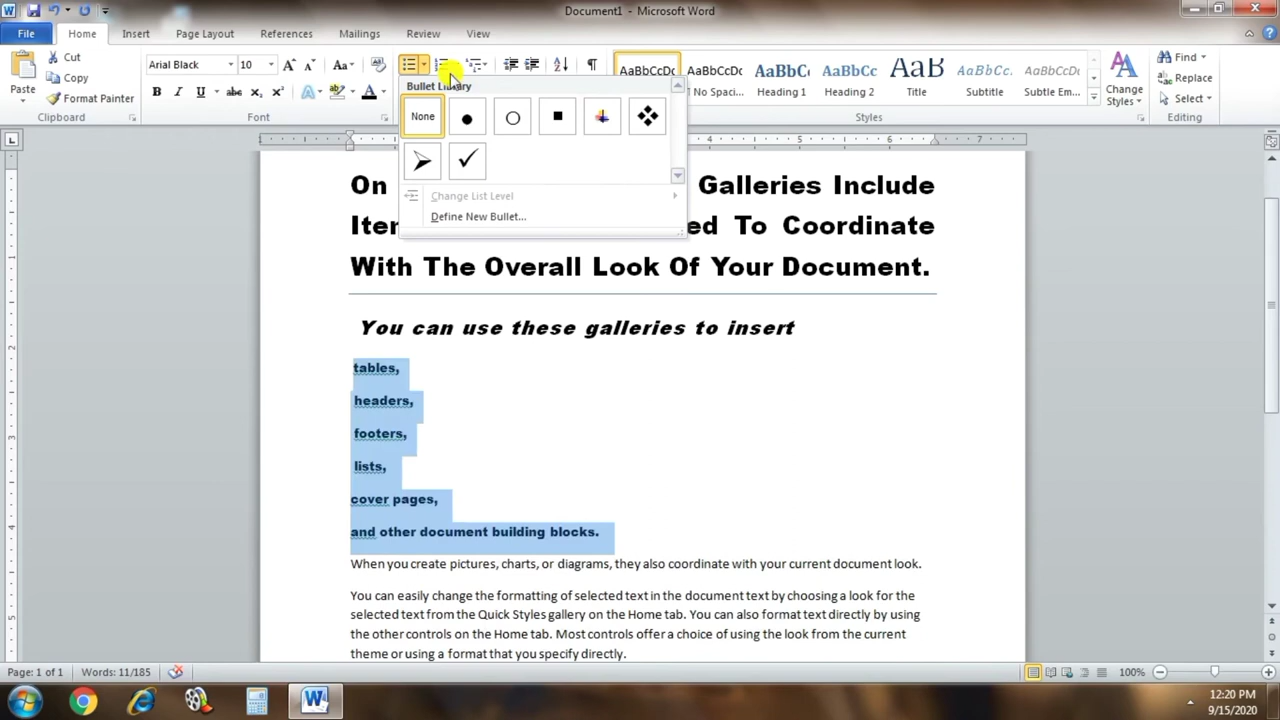 Document1 - Microsoft Word
File Home Insert Page Layout References Mailings Review View
Cut
Copy
Format Painter
Paste
Clipboard
Arial Black 10
Font
AaBbCcDc AaBbCcDc AaBbCc AaBbCc AaB AaBbCc. AaBbCcDc
No Spaci... Heading 1 Heading 2 Title Subtitle Subtle Em...
Change
Styles
Styles
Find
Replace
Select
Editing
Bullet Library
None
Change List Level
Define New Bullet...
On Galleries Include
ed To Coordinate
With The Overall Look Of Your Document.
You can use these galleries to insert
tables,
headers,
footers,
lists,
cover pages,
and other document building blocks.
When you create pictures, charts, or diagrams, they also coordinate with your current document look.
You can easily change the formatting of selected text in the document text by choosing a look for the
selected text from the Quick Styles gallery on the Home tab. You can also format text directly by using
the other controls on the Home tab. Most controls offer a choice of using the look from the current
theme or using a format that you specify directly.
Page: 1 of 1 Words: 11/185 100%
12:20 PM
9/15/2020